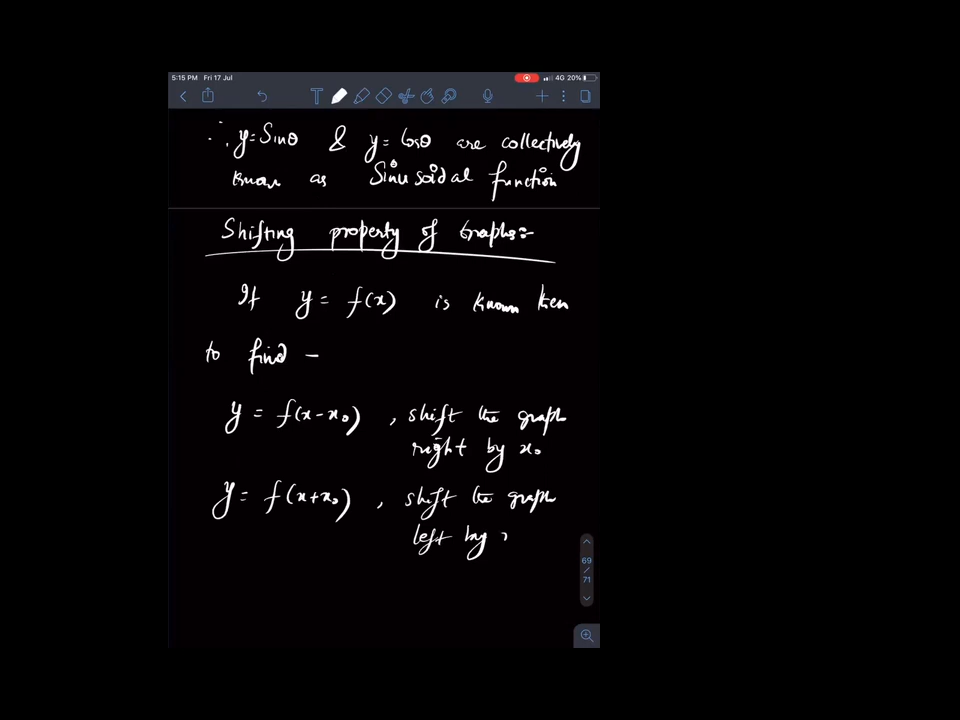 5:15 PM Fri 17 Jul 4G 20%
∴ y=Sinθ & y=Cosθ are collectively
known as Sinusoidal function
Shifting property of Graphs:-
If y = f(x) is known then
to find -
y = f(x-x₀) , shift the graph
right by x₀
y = f(x+x₀) , shift the graph
left by
69
/
71